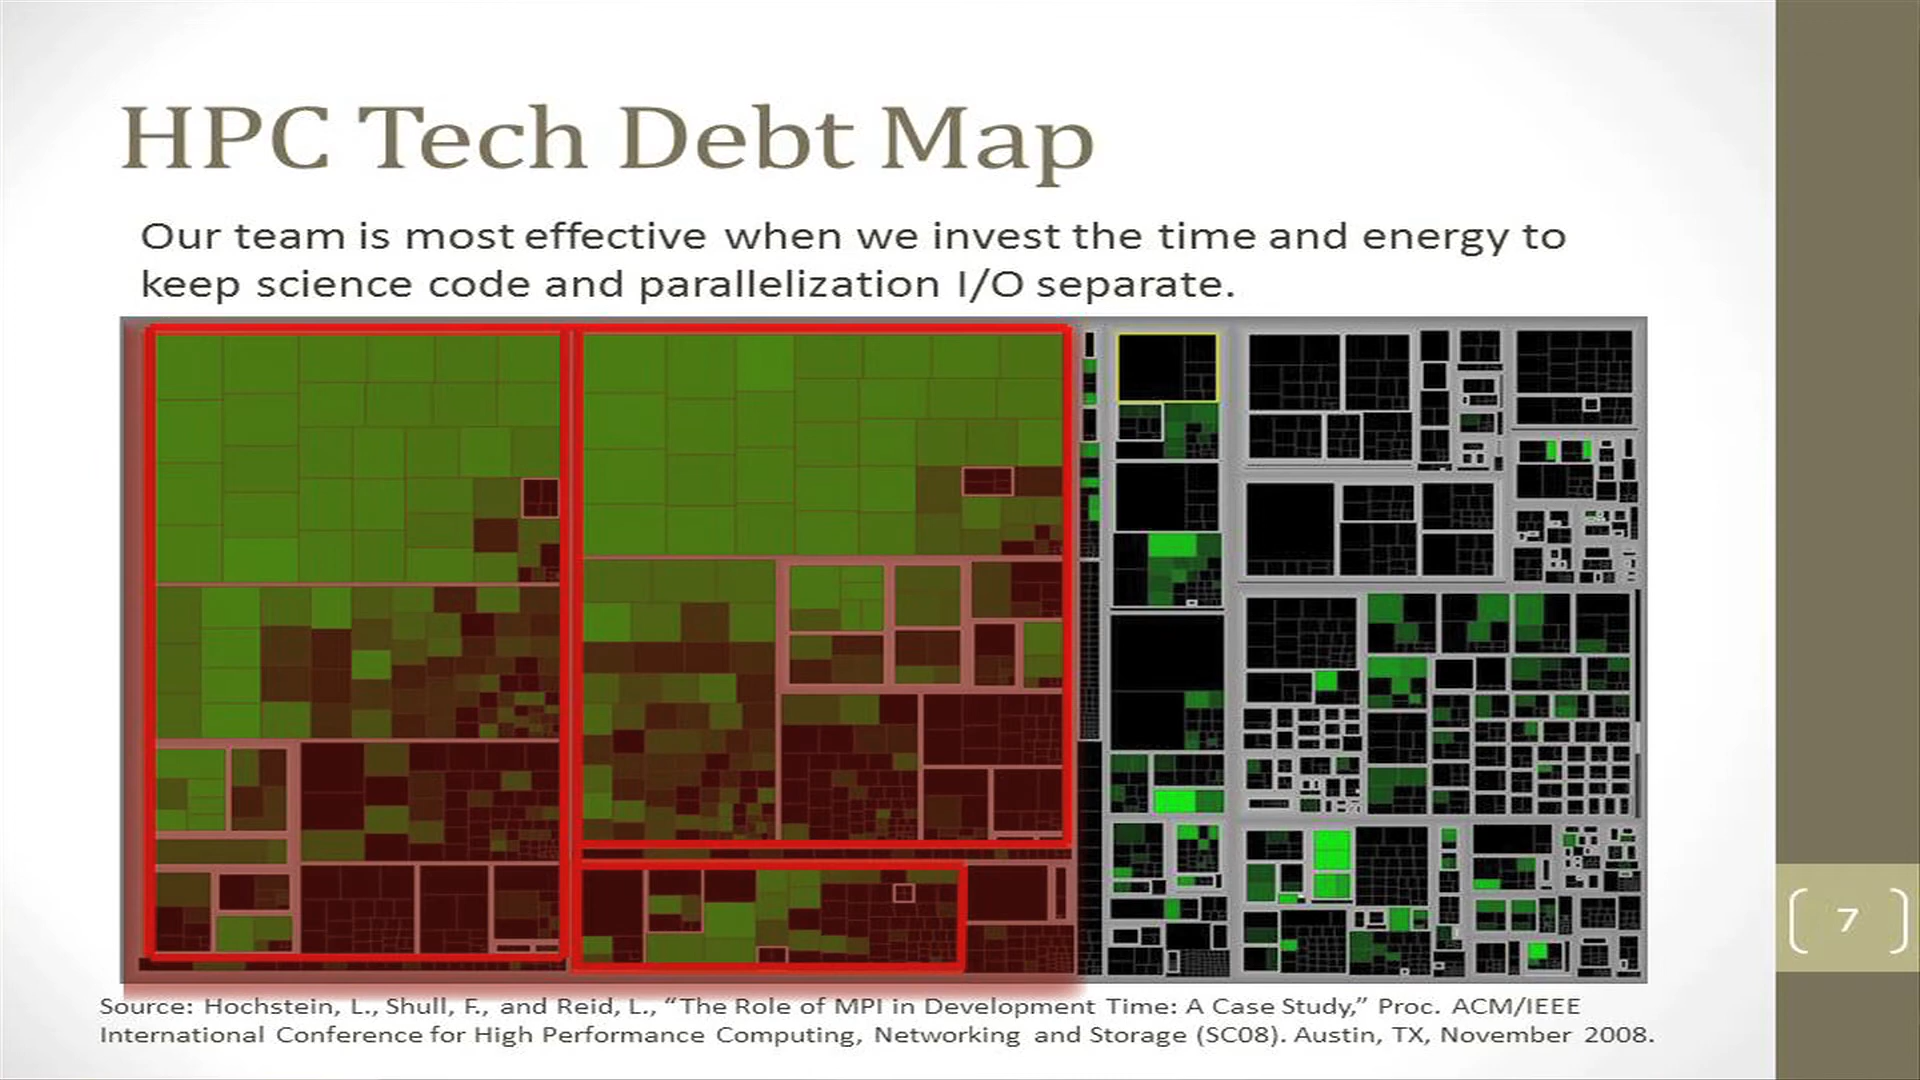 HPC Tech Debt Map
Our team is most effective when we invest the time and energy to
keep science code and parallelization I/O separate.
7
Source: Hochstein, L., Shull, F., and Reid, L., “The Role of MPI in Development Time: A Case Study,” Proc. ACM/IEEE
International Conference for High Performance Computing, Networking and Storage (SC08). Austin, TX, November 2008.